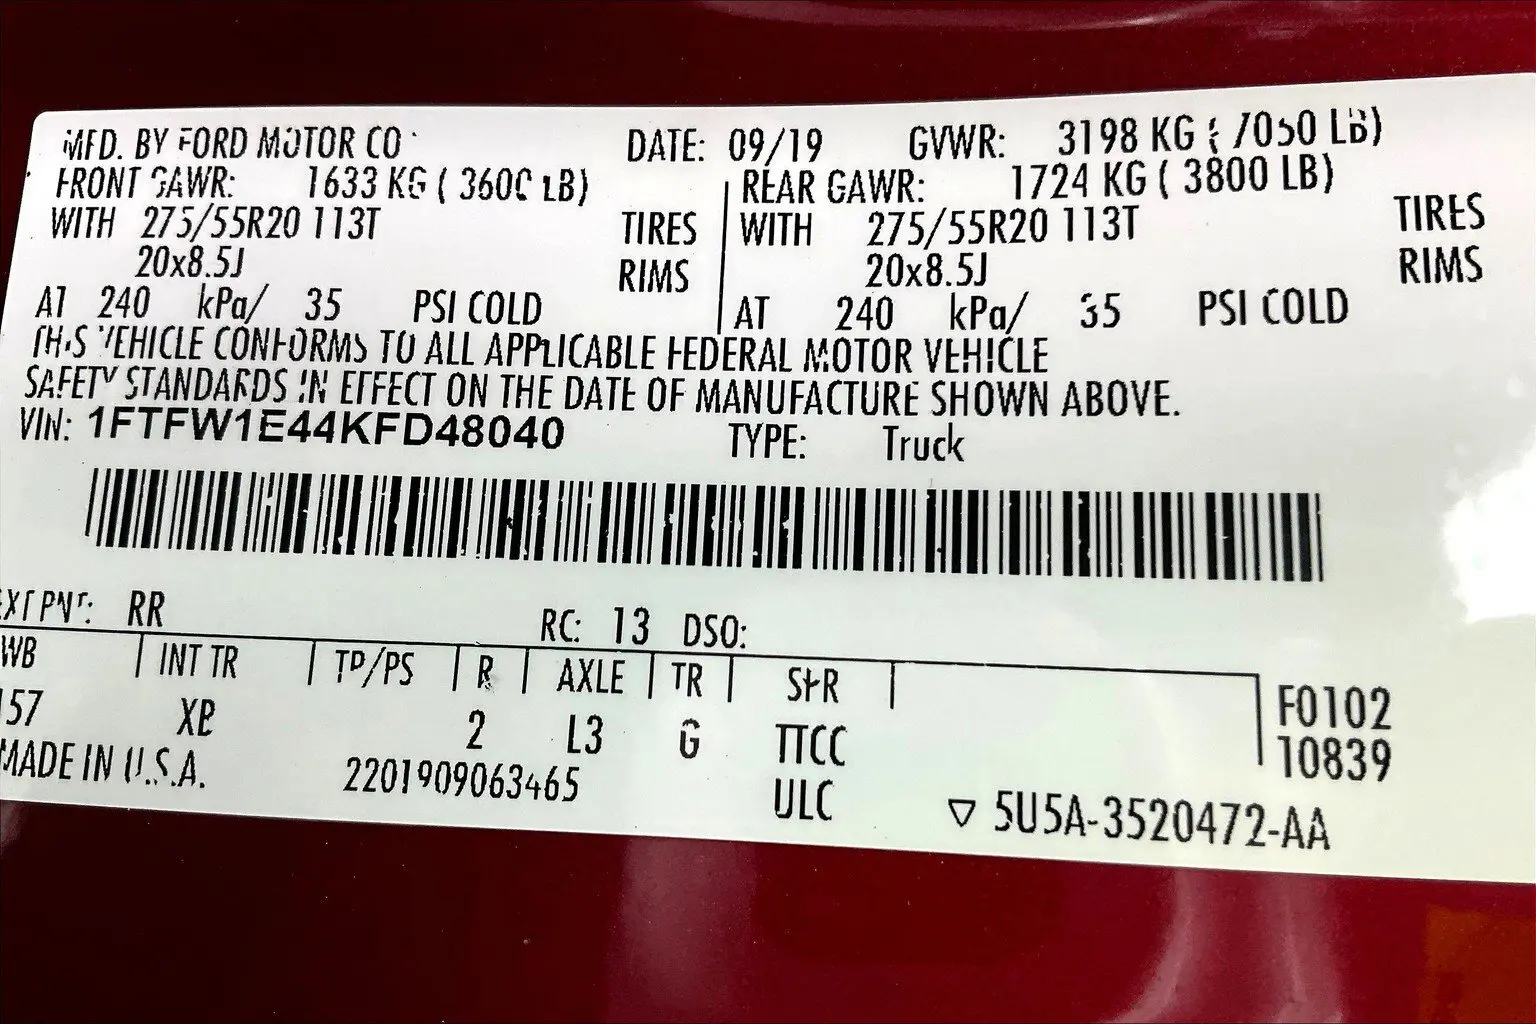 MFD. BY FORD MOTOR CO. DATE: 09/19 GVWR: 3198 KG ( 7050 LB)
FRONT GAWR: 1633 KG ( 3600 LB) REAR GAWR: 1724 KG ( 3800 LB)
WITH 275/55R20 113T TIRES WITH 275/55R20 113T TIRES
20x8.5J RIMS 20x8.5J RIMS
AT 240 kPa/ 35 PSI COLD AT 240 kPa/ 35 PSI COLD
THIS VEHICLE CONFORMS TO ALL APPLICABLE FEDERAL MOTOR VEHICLE
SAFETY STANDARDS IN EFFECT ON THE DATE OF MANUFACTURE SHOWN ABOVE.
VIN: 1FTFW1E44KFD48040 TYPE: Truck
EXT PNT: RR RC: 13 DSO:
WB INT TR TP/PS R AXLE TR SPR
157 XB 2 L3 G TTCC
F0102
10839
MADE IN U.S.A. 2201909063465 ULC
▽ 5U5A-3520472-AA